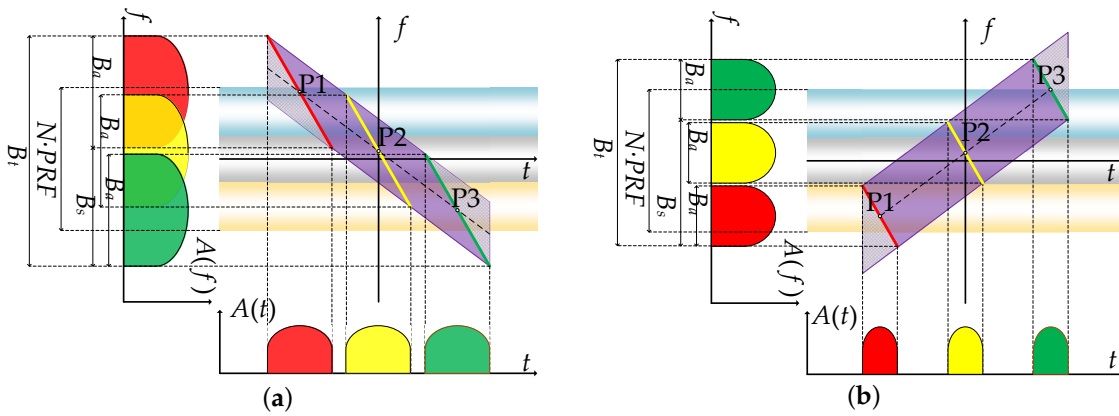 f
f
B_a
B_a
B_a
B_s
N·PRF
B_t
P1
P2
P3
t
A(f)
A(t)
t
(a)
f
f
B_a
B_a
B_a
B_s
N·PRF
B_t
P3
P2
P1
t
A(f)
A(t)
t
(b)